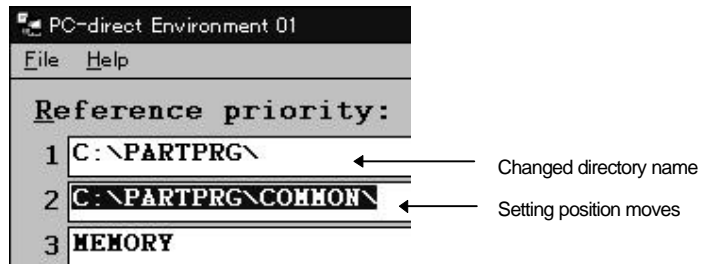 PC-direct Environment 01
File Help
Reference priority:
1 C:\PARTPRG\
Changed directory name
2 C:\PARTPRG\COMMON\
Setting position moves
3 MEMORY